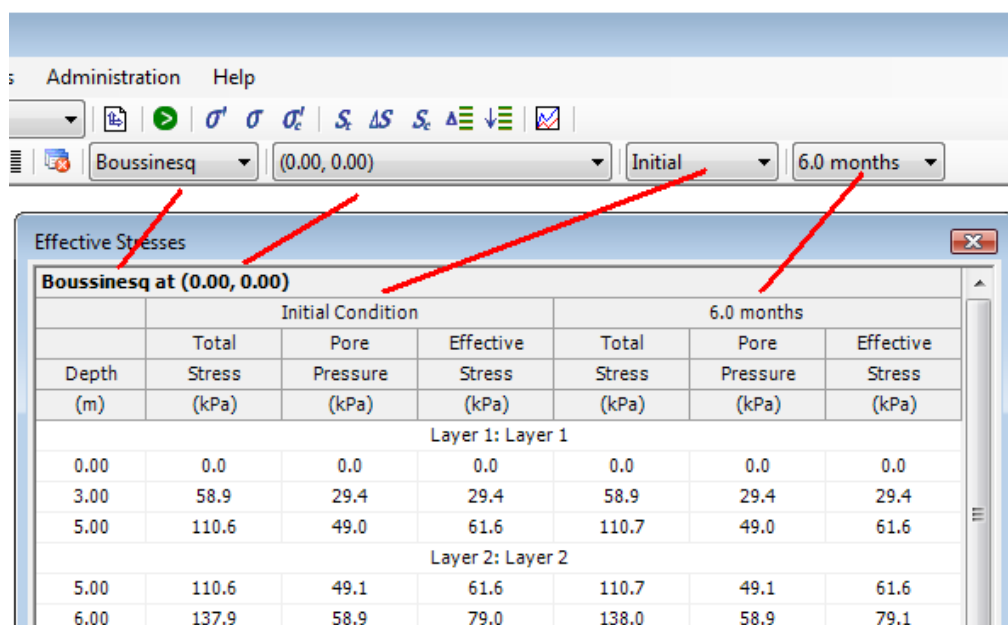 s Administration Help
σ' σ σ'c St ΔS Sc Δ
Boussinesq (0.00, 0.00) Initial 6.0 months
Effective Stresses
Boussinesq at (0.00, 0.00)
Initial Condition 6.0 months
Total Pore Effective Total Pore Effective
Depth Stress Pressure Stress Stress Pressure Stress
(m) (kPa) (kPa) (kPa) (kPa) (kPa) (kPa)
Layer 1: Layer 1
0.00 0.0 0.0 0.0 0.0 0.0 0.0
3.00 58.9 29.4 29.4 58.9 29.4 29.4
5.00 110.6 49.0 61.6 110.7 49.0 61.6
Layer 2: Layer 2
5.00 110.6 49.1 61.6 110.7 49.1 61.6
6.00 137.9 58.9 79.0 138.0 58.9 79.1